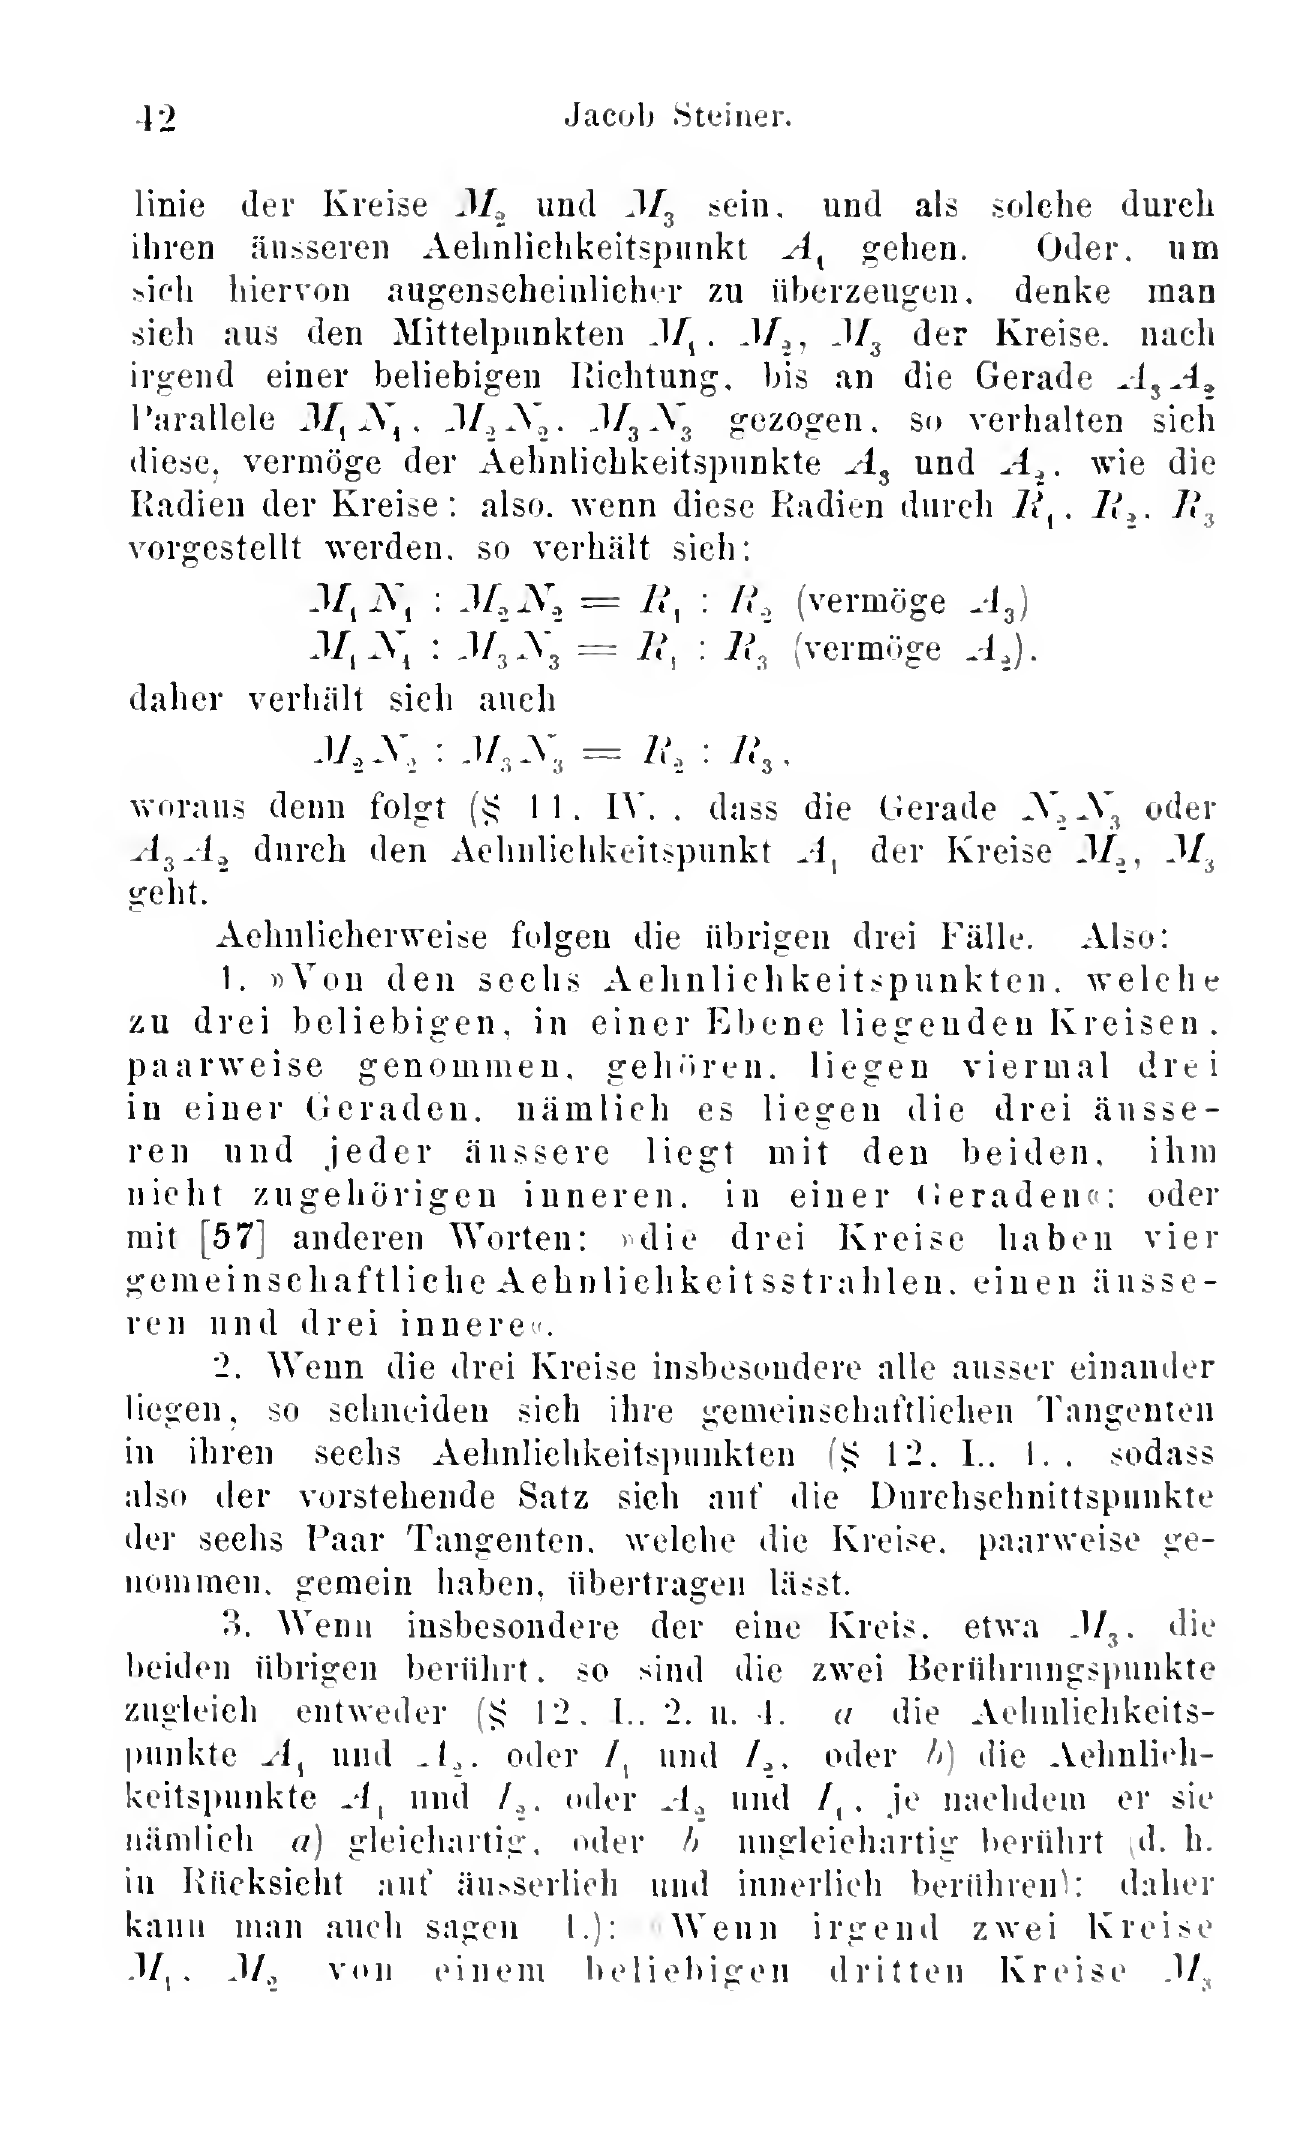 42 Jacob Steiner.
linie der Kreise M₂ und M₃ sein, und als solche durch
ihren äusseren Aehnlichkeitspunkt A₁ gehen. Oder, um
sich hiervon augenscheinlicher zu überzeugen, denke man
sich aus den Mittelpunkten M₁, M₂, M₃ der Kreise, nach
irgend einer beliebigen Richtung, bis an die Gerade A₃A₂
Parallele M₁N₁, M₂N₂, M₃N₃ gezogen, so verhalten sich
diese, vermöge der Aehnlichkeitspunkte A₃ und A₂, wie die
Radien der Kreise: also, wenn diese Radien durch R₁, R₂, R₃
vorgestellt werden, so verhält sich:
M₁N₁ : M₂N₂ = R₁ : R₂ (vermöge A₃)
M₁N₁ : M₃N₃ = R₁ : R₃ (vermöge A₂).
daher verhält sich auch
M₂N₂ : M₃N₃ = R₂ : R₃,
woraus denn folgt (§ 11, IV.), dass die Gerade N₂N₃ oder
A₃A₂ durch den Aehnlichkeitspunkt A₁ der Kreise M₂, M₃
geht.
Aehnlicherweise folgen die übrigen drei Fälle. Also:
1. »Von den sechs Aehnlichkeitspunkten, welche
zu drei beliebigen, in einer Ebene liegenden Kreisen,
paarweise genommen, gehören, liegen viermal drei
in einer Geraden, nämlich es liegen die drei äusse-
ren und jeder äussere liegt mit den beiden, ihm
nicht zugehörigen inneren, in einer Geraden«; oder
mit [57] anderen Worten: »die drei Kreise haben vier
gemeinschaftliche Aehnlichkeitsstrahlen, einen äusse-
ren und drei innere«.
2. Wenn die drei Kreise insbesondere alle ausser einander
liegen, so schneiden sich ihre gemeinschaftlichen Tangenten
in ihren sechs Aehnlichkeitspunkten (§ 12, I., 1.), sodass
also der vorstehende Satz sich auf die Durchschnittspunkte
der sechs Paar Tangenten, welche die Kreise, paarweise ge-
nommen, gemein haben, übertragen lässt.
3. Wenn insbesondere der eine Kreis, etwa M₃, die
beiden übrigen berührt, so sind die zwei Berührungspunkte
zugleich entweder (§ 12, I., 2. u. 4.) a) die Aehnlichkeits-
punkte A₁ und A₂, oder I₁ und I₂, oder b) die Aehnlich-
keitspunkte A₁ und I₂, oder A₂ und I₁, je nachdem er sie
nämlich a) gleichartig, oder b) ungleichartig berührt (d. h.
in Rücksicht auf äusserlich und innerlich berühren); daher
kann man auch sagen (1.): »Wenn irgend zwei Kreise
M₁, M₂ von einem beliebigen dritten Kreise M₃